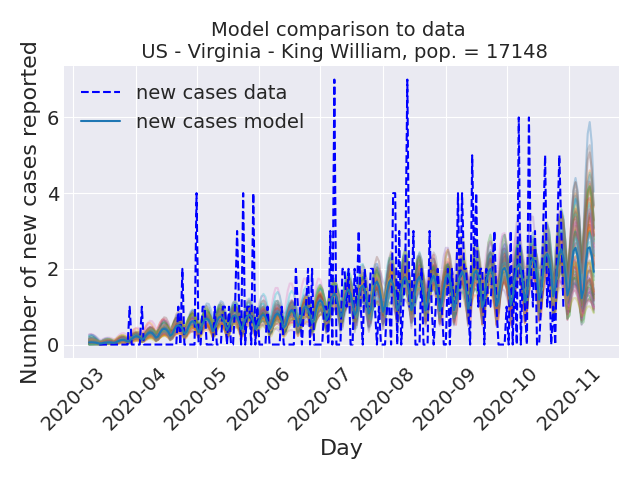 Model comparison to data
US - Virginia - King William, pop. = 17148
Number of new cases reported
new cases data
new cases model
6
4
2
0
2020-03
2020-04
2020-05
2020-06
2020-07
2020-08
2020-09
2020-10
2020-11
Day